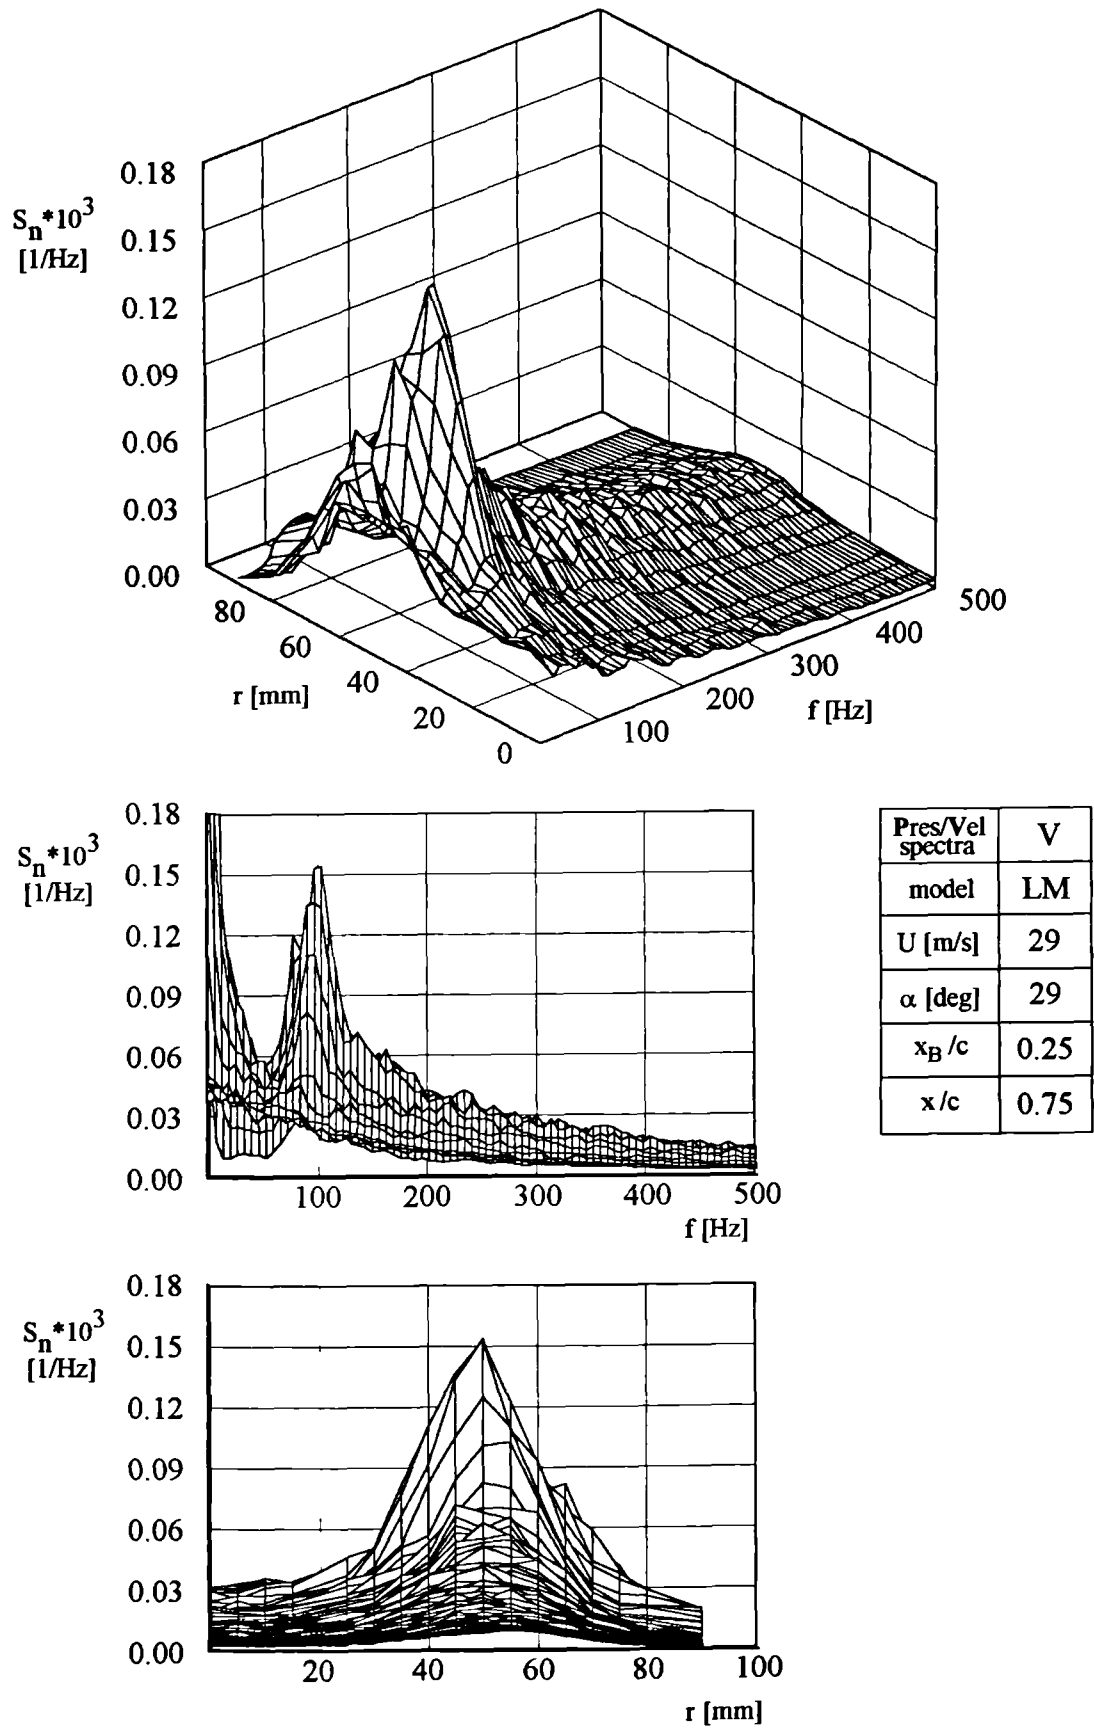 0.18
S_n*10^3
[1/Hz]
0.15
0.12
0.09
0.06
0.03
0.00
80
60
40
20
0
r [mm]
100
200
300
400
500
f [Hz]
0.18
S_n*10^3
[1/Hz]
0.15
0.12
0.09
0.06
0.03
0.00
100 200 300 400 500
f [Hz]
Pres/Vel spectra V
model LM
U [m/s] 29
α [deg] 29
x_B/c 0.25
x/c 0.75
0.18
S_n*10^3
[1/Hz]
0.15
0.12
0.09
0.06
0.03
0.00
20 40 60 80 100
r [mm]